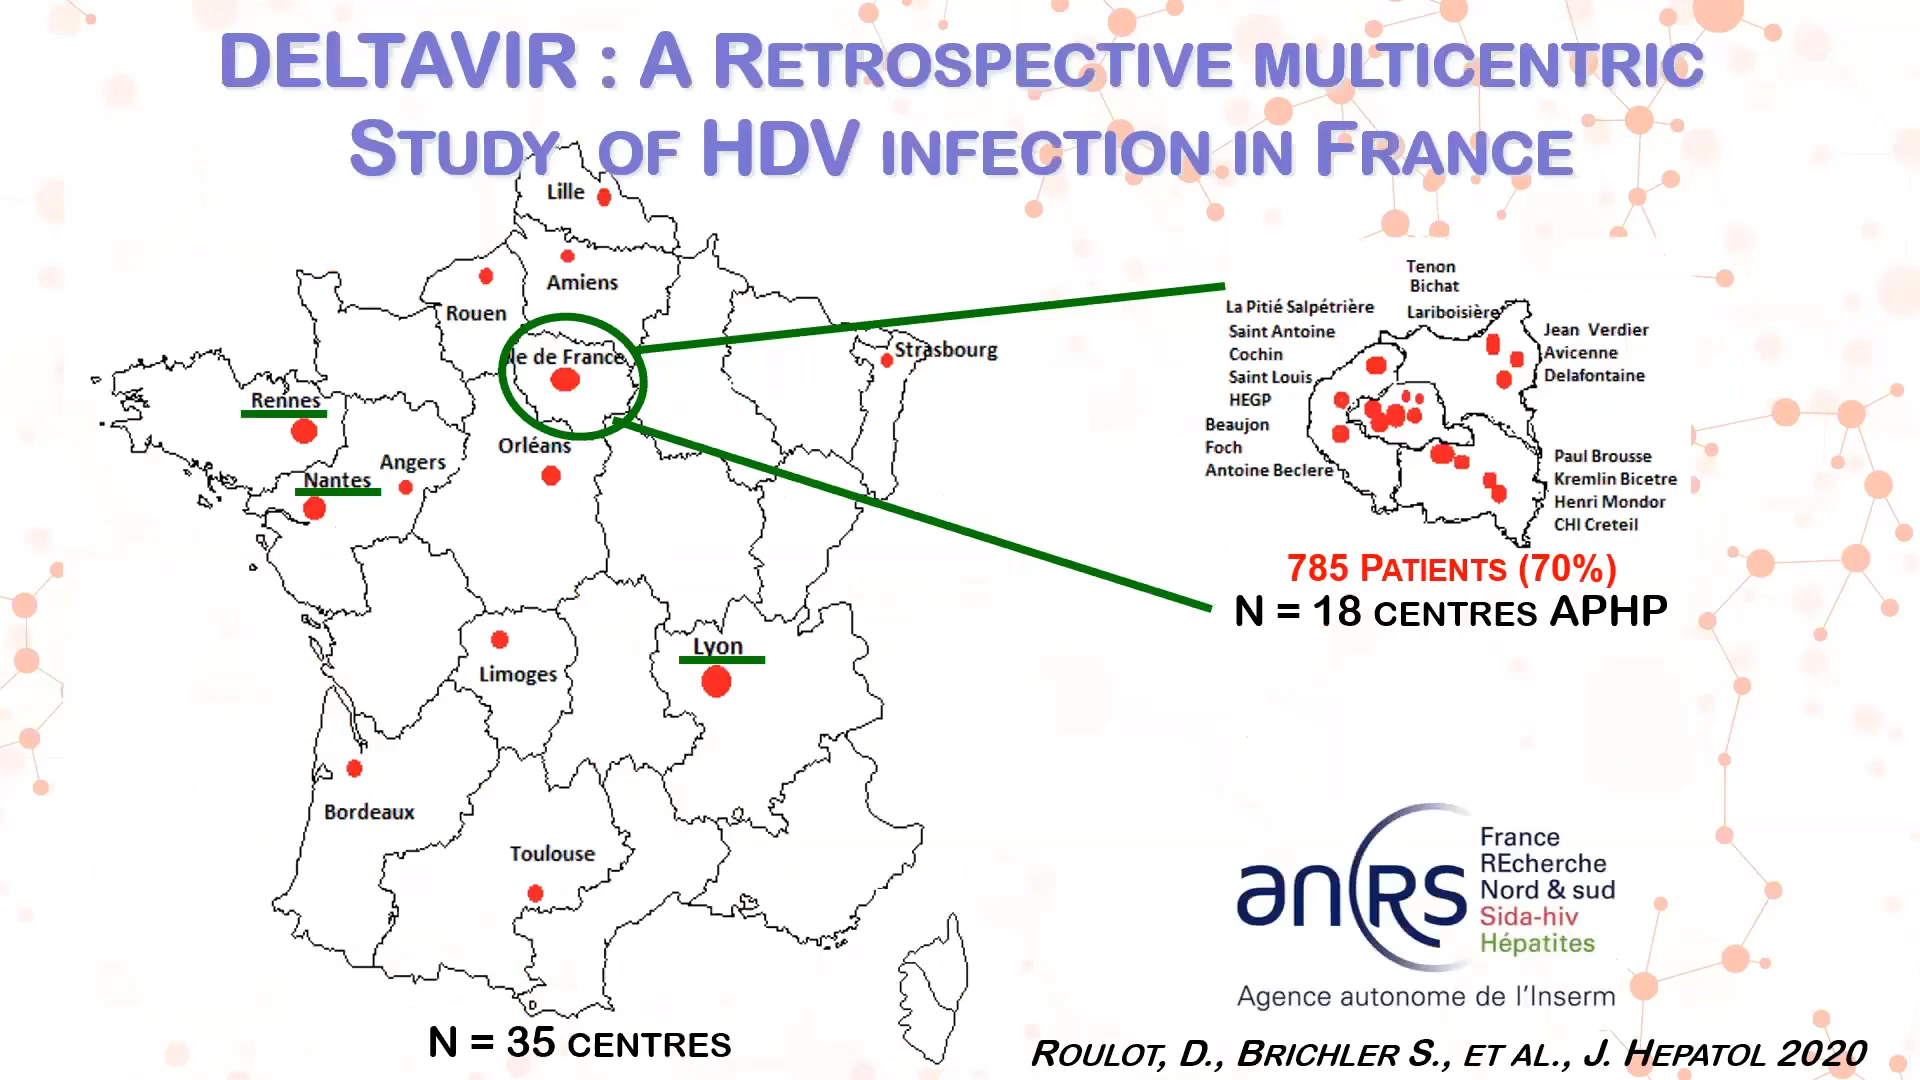 DELTAVIR : A RETROSPECTIVE MULTICENTRIC
STUDY OF HDV INFECTION IN FRANCE
Lille
Amiens
Rouen
le de France
Strasbourg
Rennes
Orléans
Angers
Nantes
Lyon
Limoges
Bordeaux
Toulouse
N = 35 CENTRES
Tenon
Bichat
Lariboisière
La Pitié Salpétrière
Saint Antoine
Cochin
Saint Louis
HEGP
Beaujon
Foch
Antoine Beclere
Jean Verdier
Avicenne
Delafontaine
Paul Brousse
Kremlin Bicetre
Henri Mondor
CHI Creteil
785 PATIENTS (70%)
N = 18 CENTRES APHP
anRS
France
REcherche
Nord & sud
Sida-hiv
Hépatites
Agence autonome de l'Inserm
ROULOT, D., BRICHLER S., ET AL., J. HEPATOL 2020